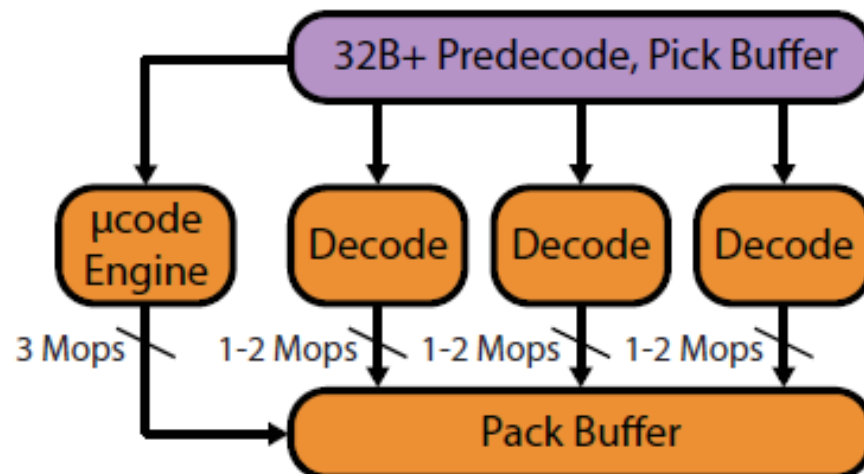 32B+ Predecode, Pick Buffer
µcode
Engine
Decode
Decode
Decode
3 Mops
1-2 Mops
1-2 Mops
1-2 Mops
Pack Buffer